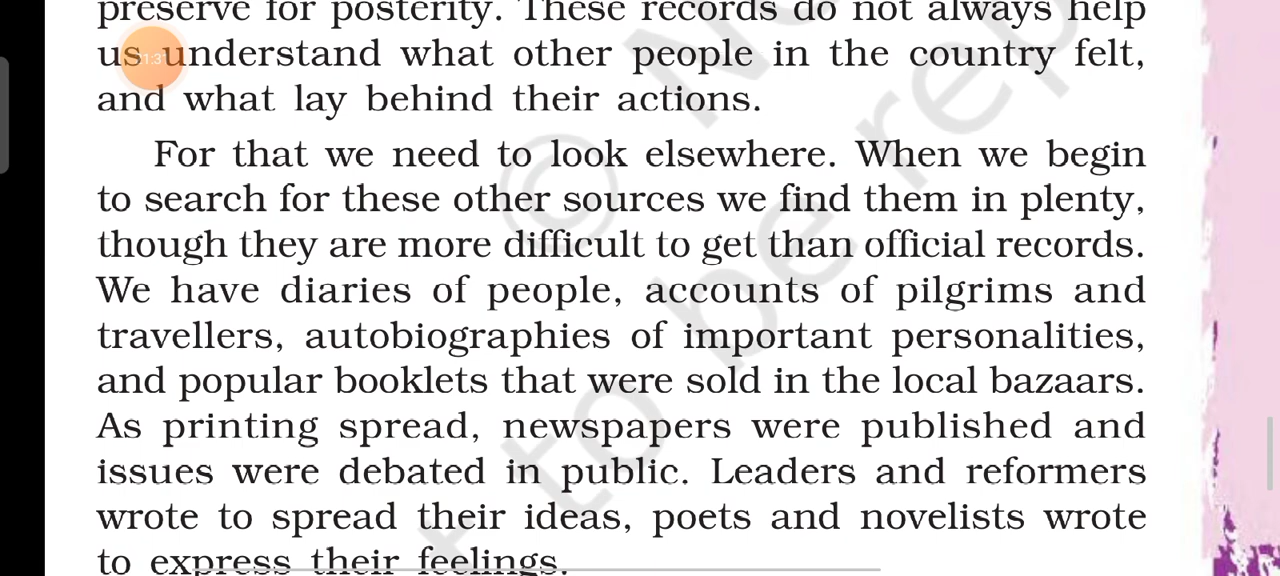 preserve for posterity. These records do not always help
us understand what other people in the country felt,
and what lay behind their actions.
For that we need to look elsewhere. When we begin
to search for these other sources we find them in plenty,
though they are more difficult to get than official records.
We have diaries of people, accounts of pilgrims and
travellers, autobiographies of important personalities,
and popular booklets that were sold in the local bazaars.
As printing spread, newspapers were published and
issues were debated in public. Leaders and reformers
wrote to spread their ideas, poets and novelists wrote
to express their feelings.